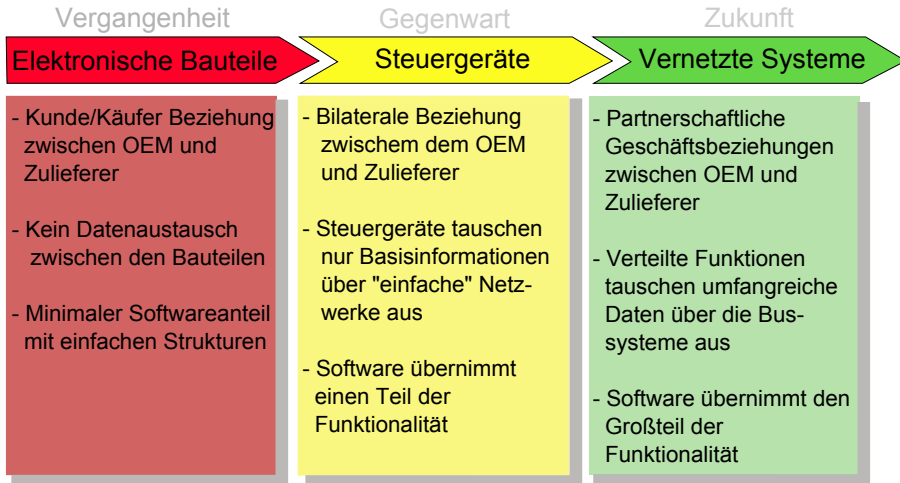 Vergangenheit
Gegenwart
Zukunft
Elektronische Bauteile
Steuergeräte
Vernetzte Systeme
- Kunde/Käufer Beziehung
zwischen OEM und
Zulieferer
- Kein Datenaustausch
zwischen den Bauteilen
- Minimaler Softwareanteil
mit einfachen Strukturen
- Bilaterale Beziehung
zwischem dem OEM
und Zulieferer
- Steuergeräte tauschen
nur Basisinformationen
über "einfache" Netz-
werke aus
- Software übernimmt
einen Teil der
Funktionalität
- Partnerschaftliche
Geschäftsbeziehungen
zwischen OEM und
Zulieferer
- Verteilte Funktionen
tauschen umfangreiche
Daten über die Bus-
systeme aus
- Software übernimmt den
Großteil der
Funktionalität